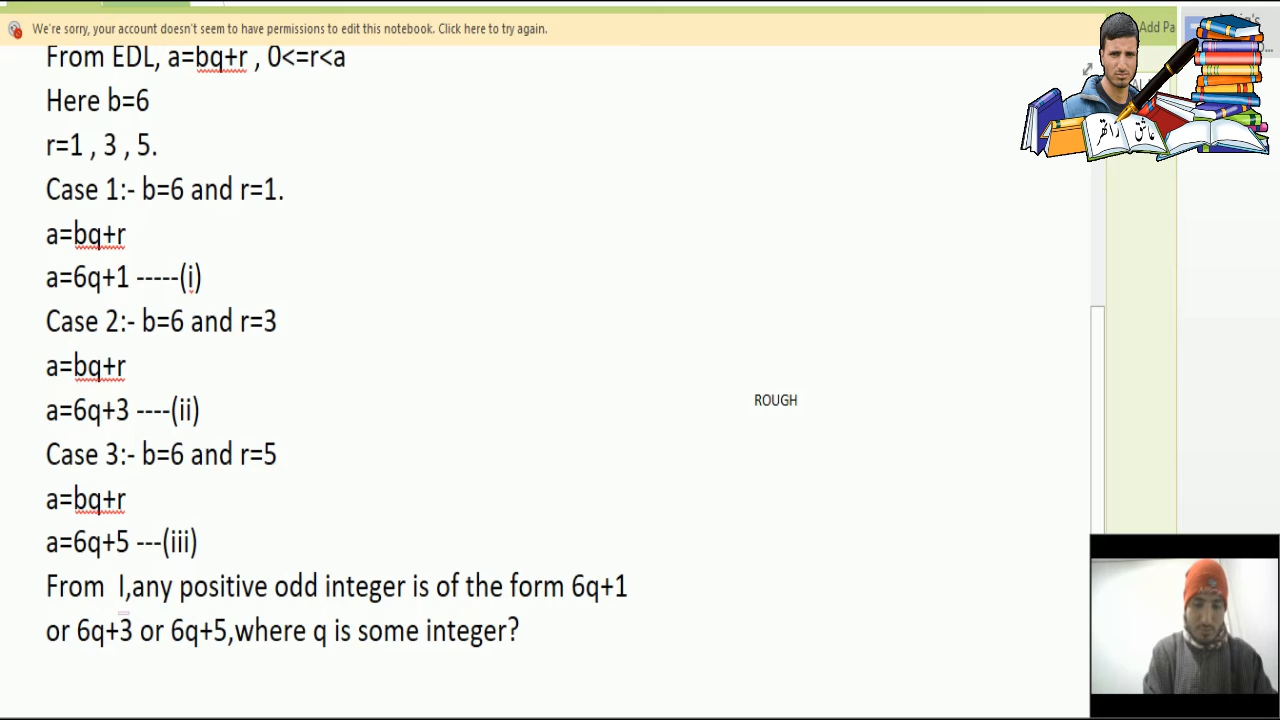 We're sorry, your account doesn't seem to have permissions to edit this notebook. Click here to try again.
Add Pa
From EDL, a=bq+r , 0<=r<a
Here b=6
r=1 , 3 , 5.
Case 1:- b=6 and r=1.
a=bq+r
a=6q+1 -----(i)
Case 2:- b=6 and r=3
a=bq+r
a=6q+3 ----(ii)
ROUGH
Case 3:- b=6 and r=5
a=bq+r
a=6q+5 ---(iii)
From I,any positive odd integer is of the form 6q+1
or 6q+3 or 6q+5,where q is some integer?
عاشق راتھر